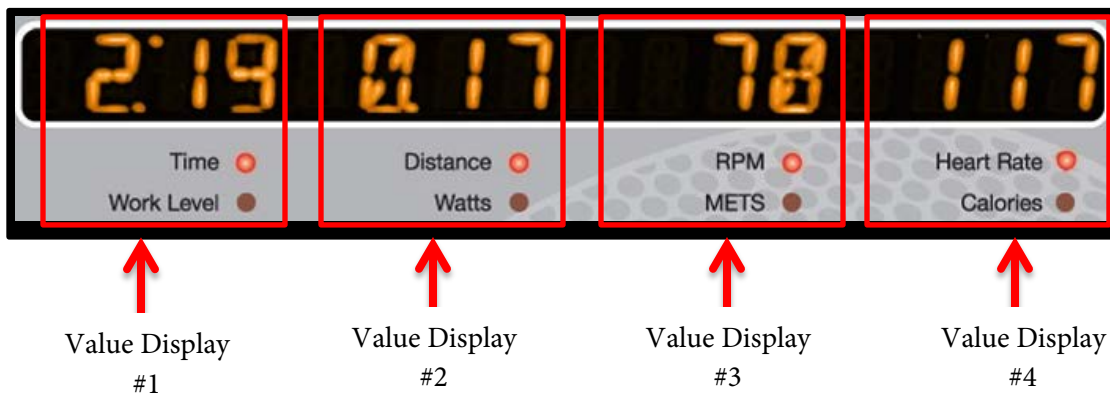 2:19 0.17 78 117
Time Distance RPM Heart Rate
Work Level Watts METS Calories
Value Display Value Display Value Display Value Display
#1 #2 #3 #4